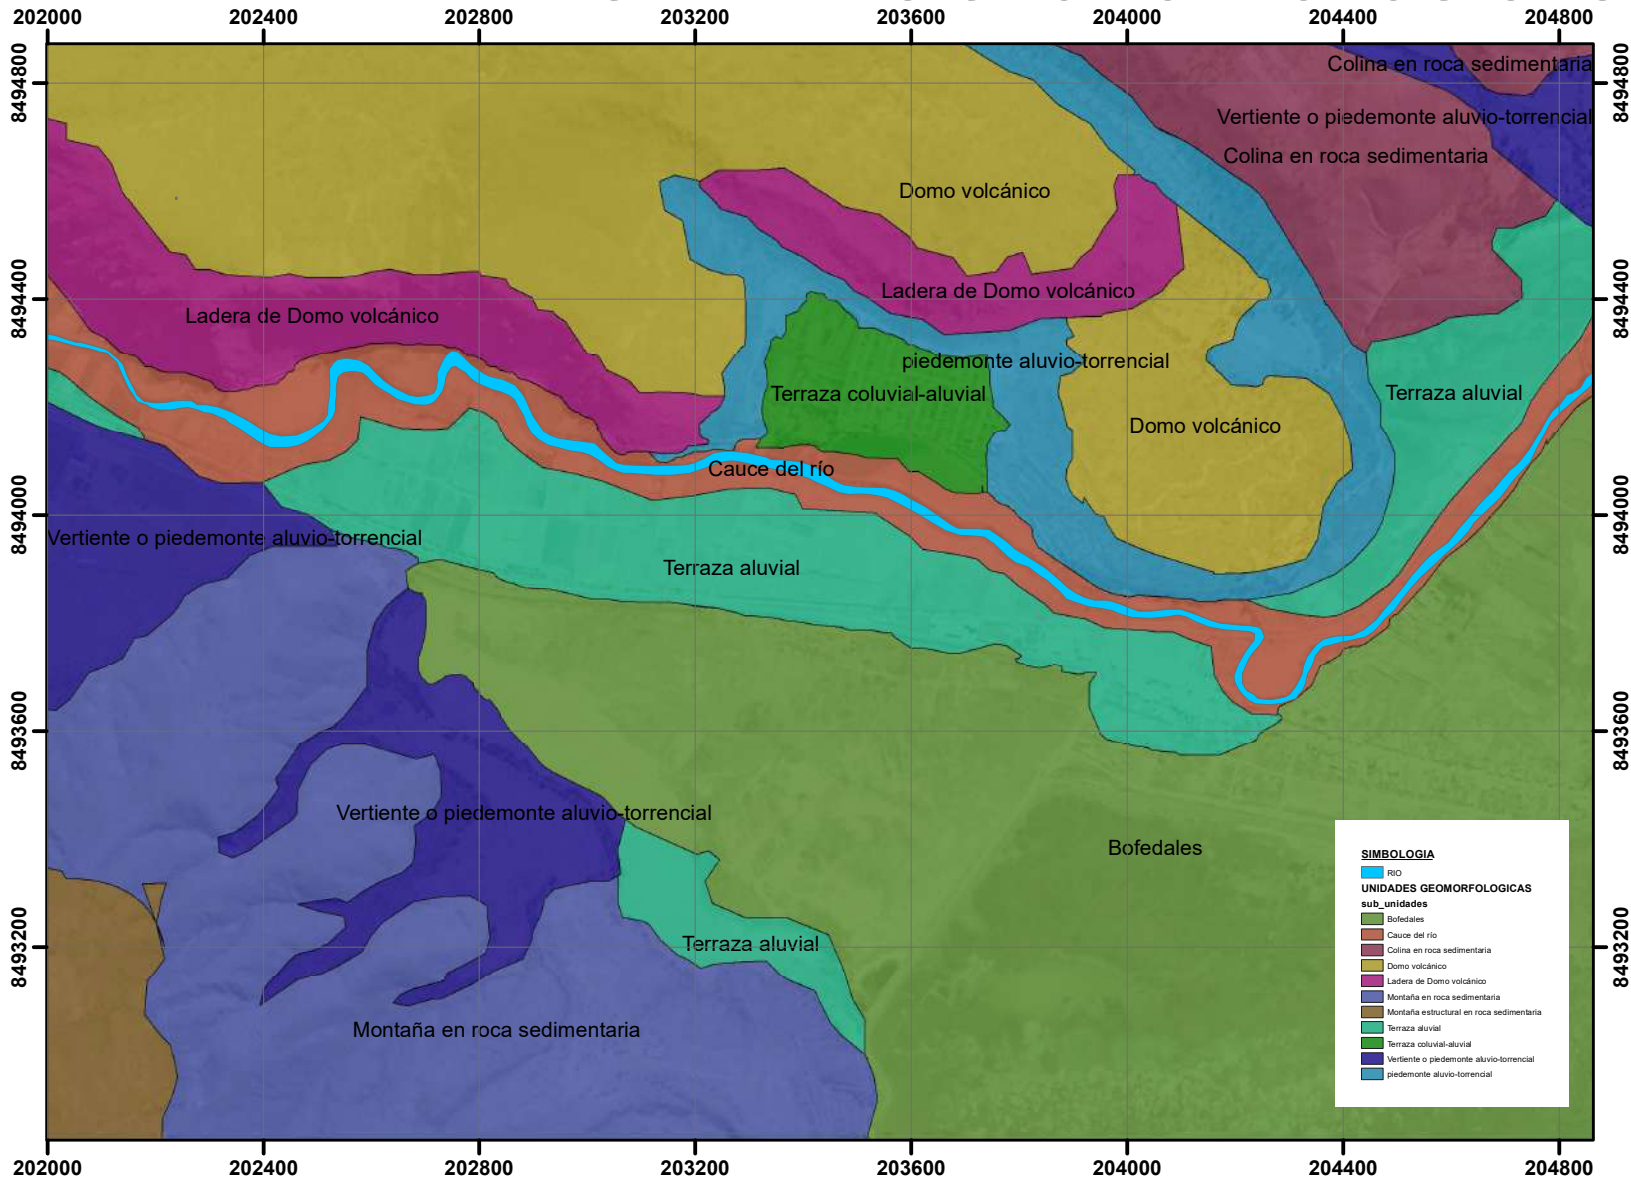 202000 202400 202800 203200 203600 204000 204400 204800
8494800
8494800
Colina en roca sedimentaria
Vertiente o piedemonte aluvio-torrencial
Colina en roca sedimentaria
Domo volcánico
8494400
Ladera de Domo volcánico
8494400
Ladera de Domo volcánico
piedemonte aluvio-torrencial
Terraza coluvial-aluvial
Terraza aluvial
Domo volcánico
Cauce del río
8494000
8494000
Vertiente o piedemonte aluvio-torrencial
Terraza aluvial
8493600
8493600
Vertiente o piedemonte aluvio-torrencial
Bofedales
8493200
Terraza aluvial
8493200
Montaña en roca sedimentaria
SIMBOLOGIA
RIO
UNIDADES GEOMORFOLOGICAS
sub_unidades
Bofedales
Cauce del río
Colina en roca sedimentaria
Domo volcánico
Ladera de Domo volcánico
Montaña en roca sedimentaria
Montaña estructural en roca sedimentaria
Terraza aluvial
Terraza coluvial-aluvial
Vertiente o piedemonte aluvio-torrencial
piedemonte aluvio-torrencial
202000 202400 202800 203200 203600 204000 204400 204800